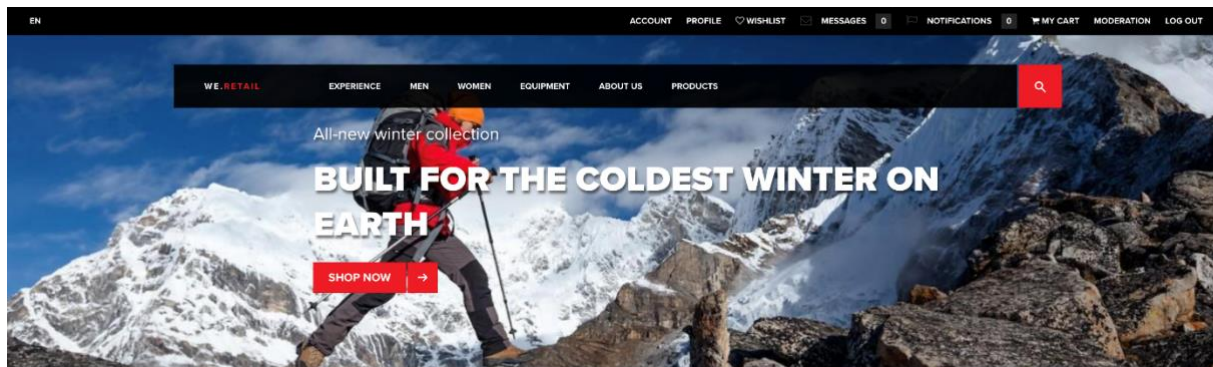 EN ACCOUNT PROFILE WISHLIST MESSAGES 0 NOTIFICATIONS 0 MY CART MODERATION LOG OUT
WE.RETAIL EXPERIENCE MEN WOMEN EQUIPMENT ABOUT US PRODUCTS
All-new winter collection
BUILT FOR THE COLDEST WINTER ON
EARTH
SHOP NOW